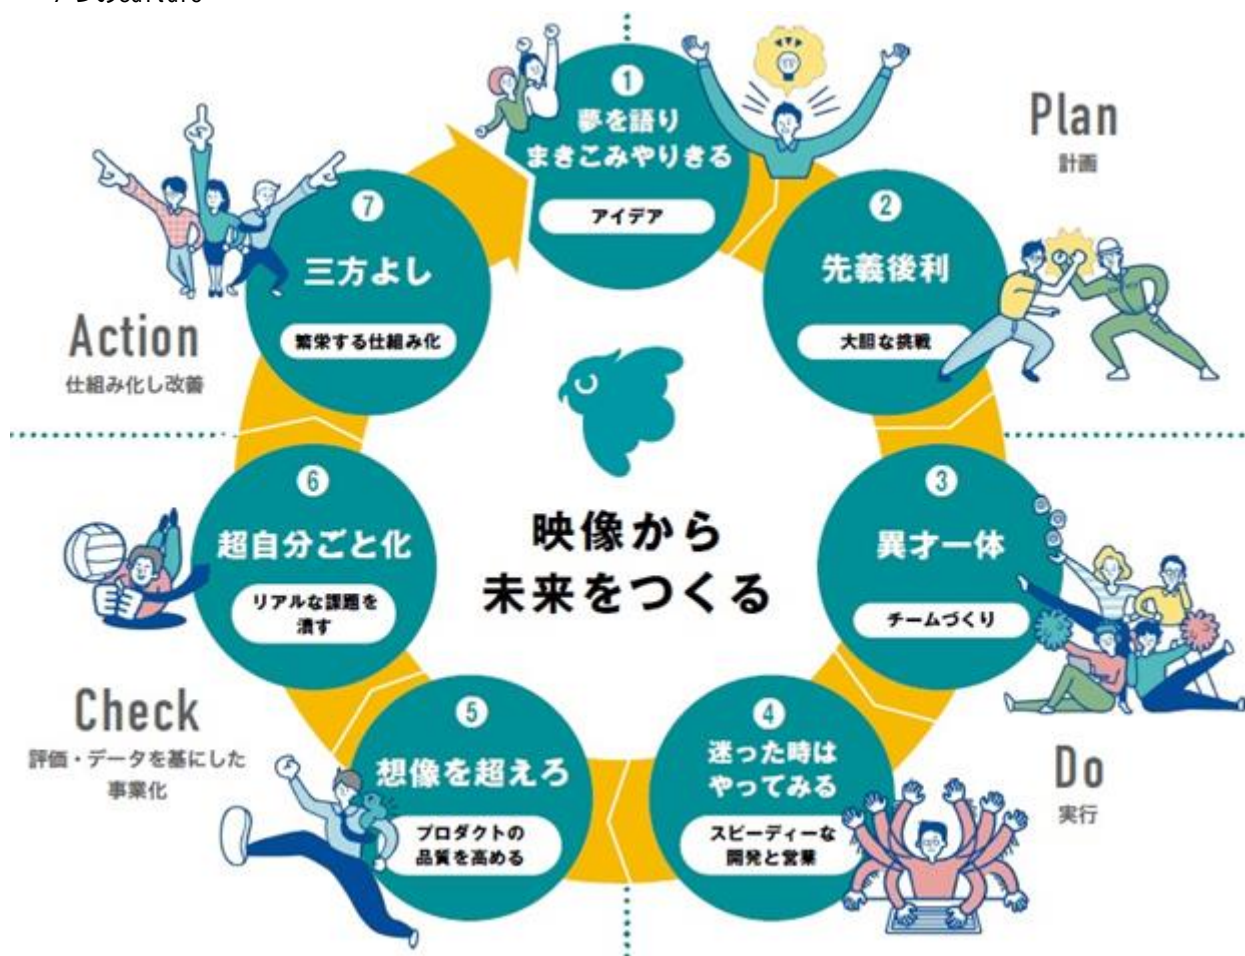 1
夢を語り
まきこみやりきる
アイデア
Plan
計画
2
先義後利
大胆な挑戦
3
異才一体
チームづくり
Do
実行
4
迷った時は
やってみる
スピーディーな
開発と営業
5
想像を超えろ
プロダクトの
品質を高める
Check
評価・データを基にした
事業化
6
超自分ごと化
リアルな課題を
潰す
Action
仕組み化し改善
7
三方よし
繁栄する仕組み化
映像から
未来をつくる